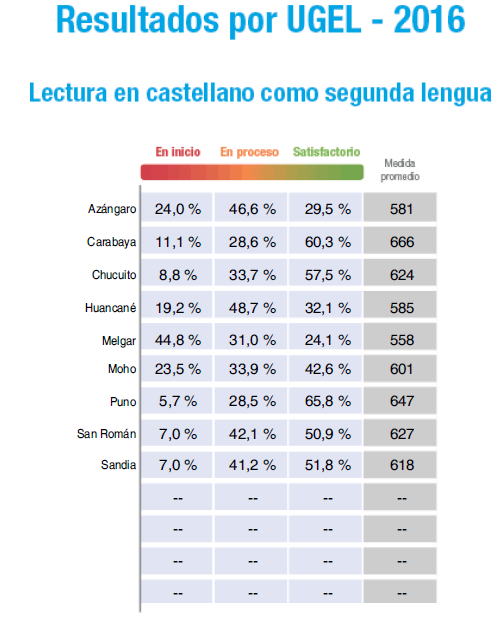 Resultados por UGEL - 2016
Lectura en castellano como segunda lengua
En inicio En proceso Satisfactorio
Medida
promedio
Azángaro 24,0 % 46,6 % 29,5 % 581
Carabaya 11,1 % 28,6 % 60,3 % 666
Chucuito 8,8 % 33,7 % 57,5 % 624
Huancané 19,2 % 48,7 % 32,1 % 585
Melgar 44,8 % 31,0 % 24,1 % 558
Moho 23,5 % 33,9 % 42,6 % 601
Puno 5,7 % 28,5 % 65,8 % 647
San Román 7,0 % 42,1 % 50,9 % 627
Sandia 7,0 % 41,2 % 51,8 % 618
-- -- -- --
-- -- -- --
-- -- -- --
-- -- -- --